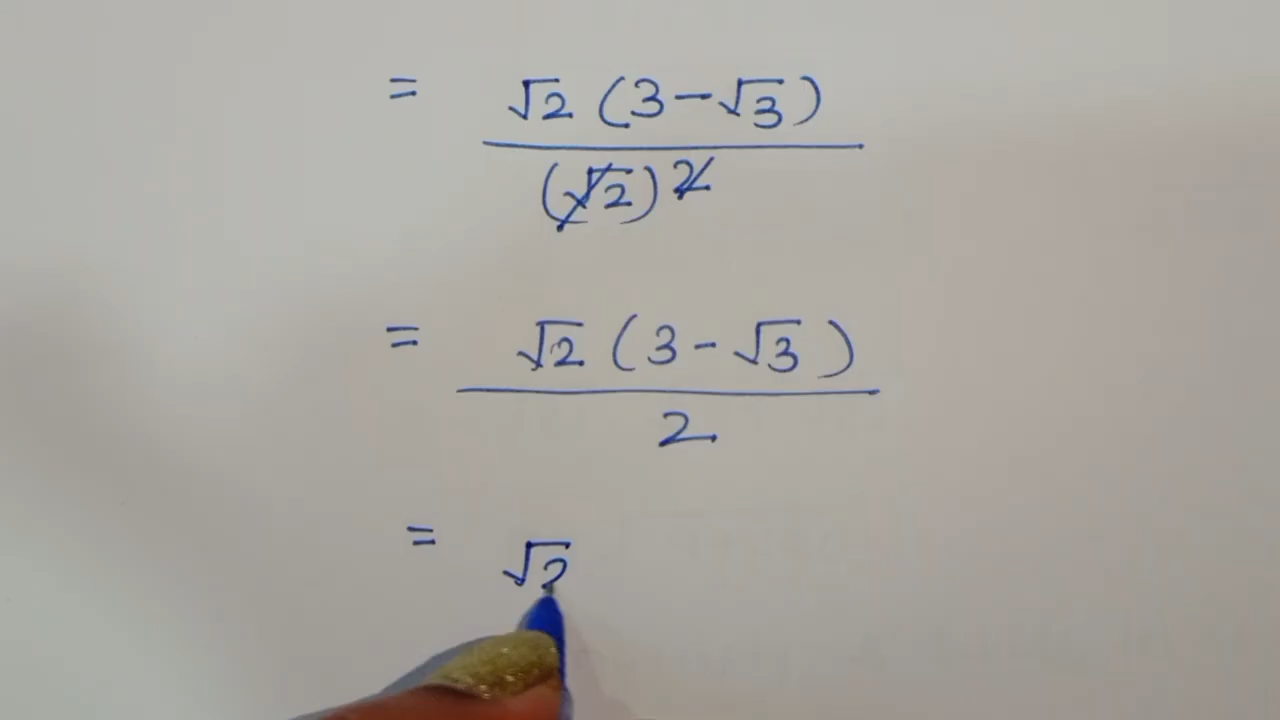 = √2 (3-√3)
(√2)2
= √2 (3-√3)
2
= √2